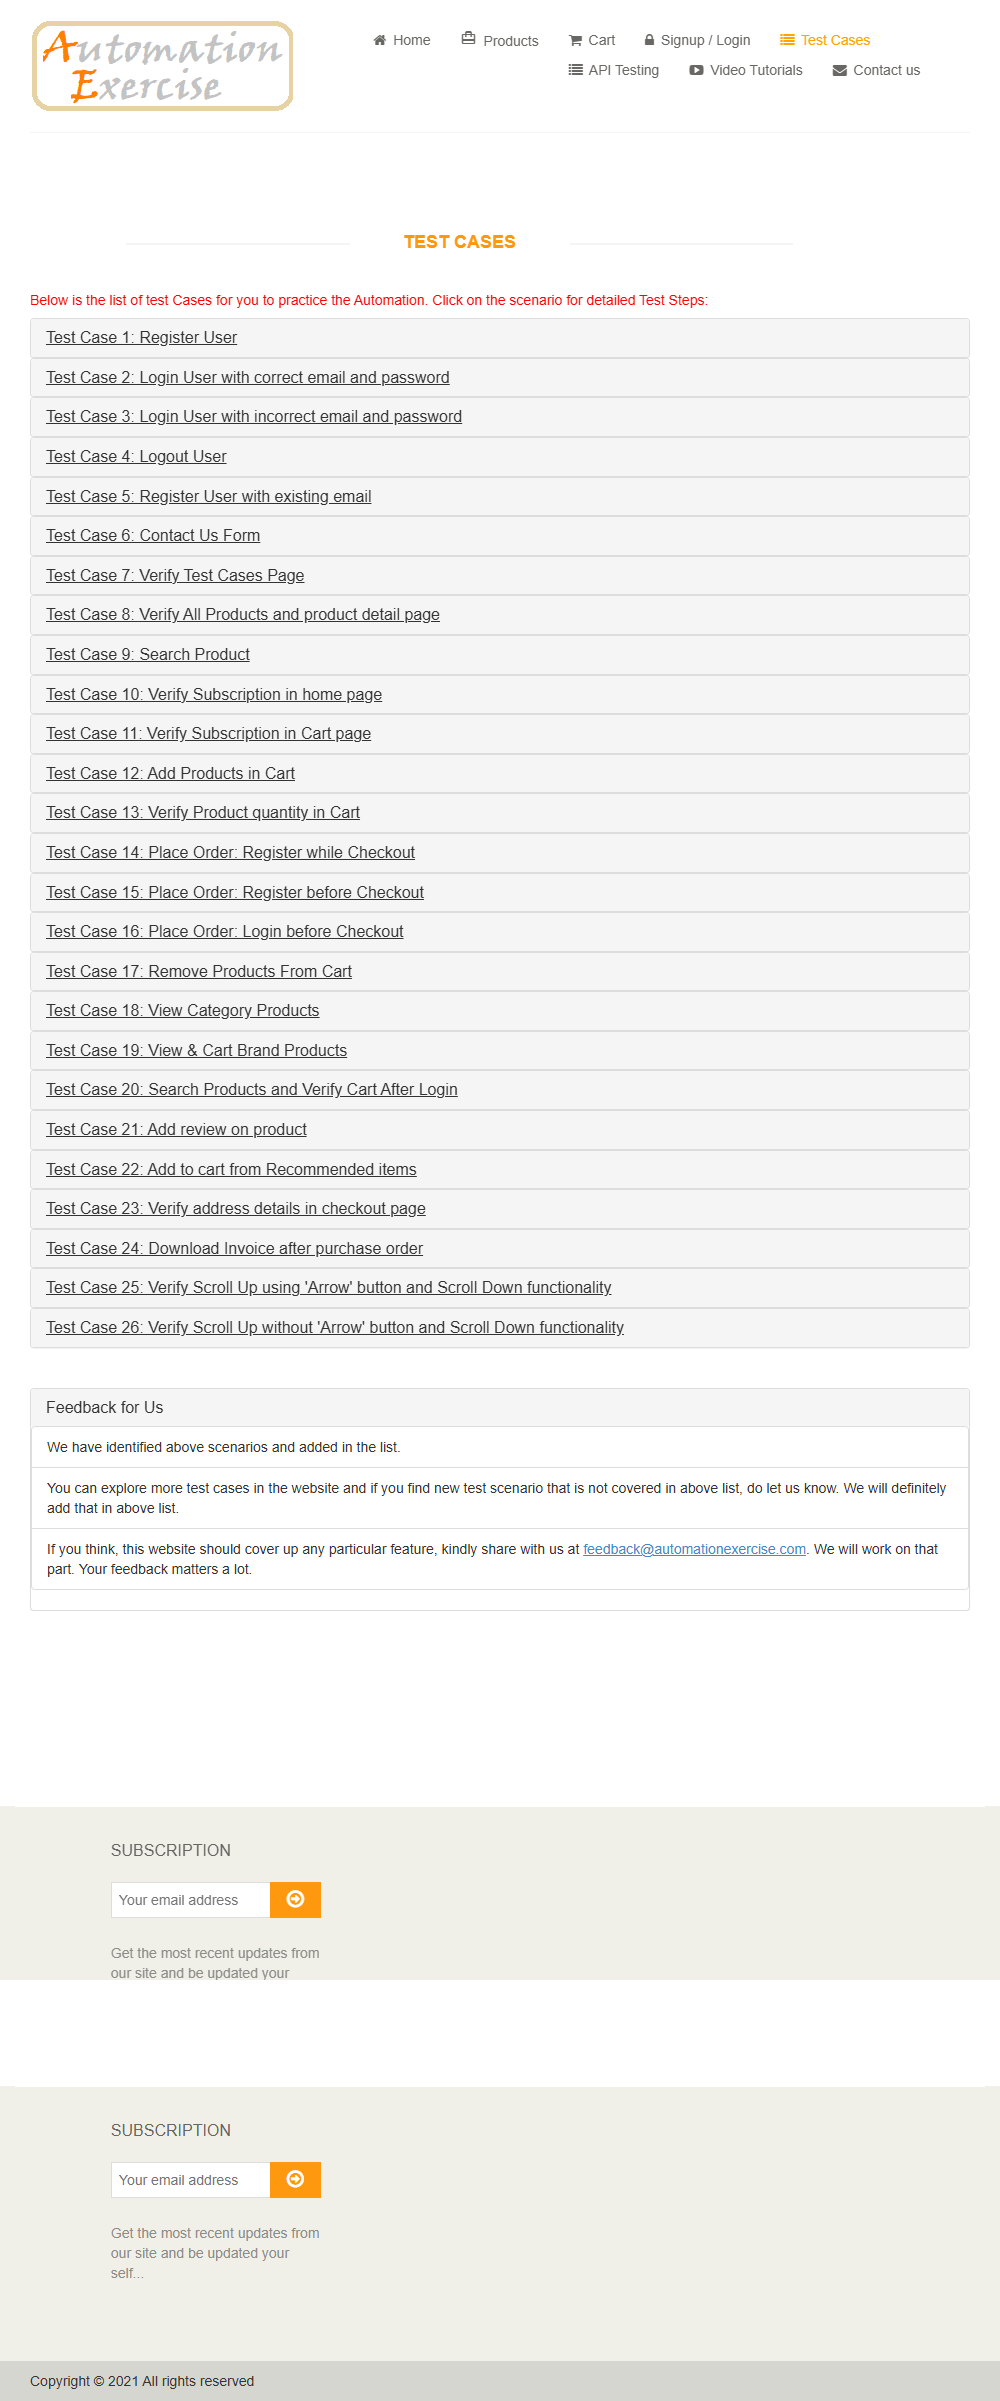 Automation
Exercise
Home
Products
Cart
Signup / Login
Test Cases
API Testing
Video Tutorials
Contact us
TEST CASES
Below is the list of test Cases for you to practice the Automation. Click on the scenario for detailed Test Steps:
Test Case 1: Register User
Test Case 2: Login User with correct email and password
Test Case 3: Login User with incorrect email and password
Test Case 4: Logout User
Test Case 5: Register User with existing email
Test Case 6: Contact Us Form
Test Case 7: Verify Test Cases Page
Test Case 8: Verify All Products and product detail page
Test Case 9: Search Product
Test Case 10: Verify Subscription in home page
Test Case 11: Verify Subscription in Cart page
Test Case 12: Add Products in Cart
Test Case 13: Verify Product quantity in Cart
Test Case 14: Place Order: Register while Checkout
Test Case 15: Place Order: Register before Checkout
Test Case 16: Place Order: Login before Checkout
Test Case 17: Remove Products From Cart
Test Case 18: View Category Products
Test Case 19: View & Cart Brand Products
Test Case 20: Search Products and Verify Cart After Login
Test Case 21: Add review on product
Test Case 22: Add to cart from Recommended items
Test Case 23: Verify address details in checkout page
Test Case 24: Download Invoice after purchase order
Test Case 25: Verify Scroll Up using 'Arrow' button and Scroll Down functionality
Test Case 26: Verify Scroll Up without 'Arrow' button and Scroll Down functionality
Feedback for Us
We have identified above scenarios and added in the list.
You can explore more test cases in the website and if you find new test scenario that is not covered in above list, do let us know. We will definitely
add that in above list.
If you think, this website should cover up any particular feature, kindly share with us at feedback@automationexercise.com. We will work on that
part. Your feedback matters a lot.
SUBSCRIPTION
Your email address
Get the most recent updates from
our site and be updated your
SUBSCRIPTION
Your email address
Get the most recent updates from
our site and be updated your
self...
Copyright © 2021 All rights reserved